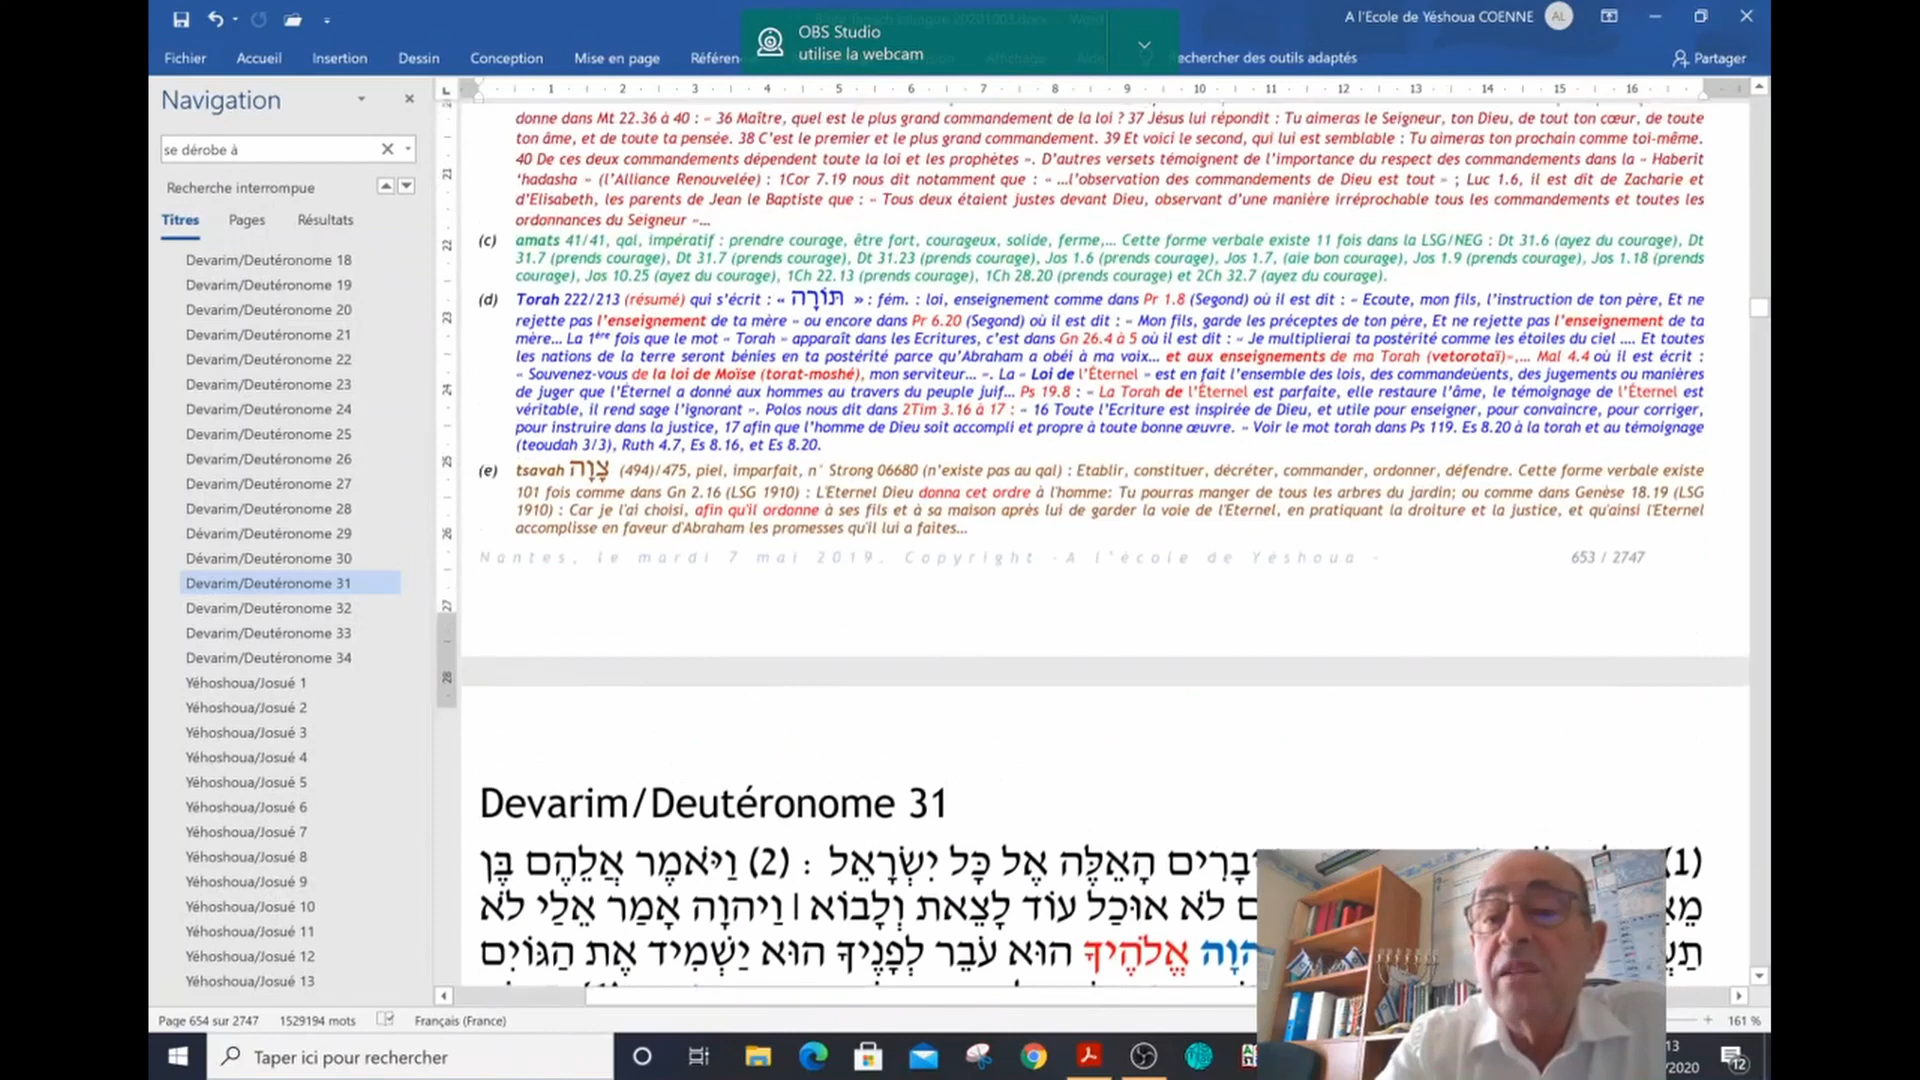 A l'Ecole de Yéshoua COENNE AL
OBS Studio
utilise la webcam
Fichier Accueil Insertion Dessin Conception Mise en page Référen Rechercher des outils adaptés Partager
Navigation
se dérobe à
Recherche interrompue
Titres Pages Résultats
Devarim/Deutéronome 18
Devarim/Deutéronome 19
Devarim/Deutéronome 20
Devarim/Deutéronome 21
Devarim/Deutéronome 22
Devarim/Deutéronome 23
Devarim/Deutéronome 24
Devarim/Deutéronome 25
Devarim/Deutéronome 26
Devarim/Deutéronome 27
Devarim/Deutéronome 28
Dévarim/Deutéronome 29
Dévarim/Deutéronome 30
Devarim/Deutéronome 31
Devarim/Deutéronome 32
Devarim/Deutéronome 33
Devarim/Deutéronome 34
Yéhoshoua/Josué 1
Yéhoshoua/Josué 2
Yéhoshoua/Josué 3
Yéhoshoua/Josué 4
Yéhoshoua/Josué 5
Yéhoshoua/Josué 6
Yéhoshoua/Josué 7
Yéhoshoua/Josué 8
Yéhoshoua/Josué 9
Yéhoshoua/Josué 10
Yéhoshoua/Josué 11
Yéhoshoua/Josué 12
Yéhoshoua/Josué 13
1 2 3 4 5 6 7 8 9 10 11 12 13 14 15 16
21 22 23 24 25 26 27 28
donne dans Mt 22.36 à 40 : « 36 Maître, quel est le plus grand commandement de la loi ? 37 Jésus lui répondit : Tu aimeras le Seigneur, ton Dieu, de tout ton cœur, de toute
ton âme, et de toute ta pensée. 38 C'est le premier et le plus grand commandement. 39 Et voici le second, qui lui est semblable : Tu aimeras ton prochain comme toi-même.
40 De ces deux commandements dépendent toute la loi et les prophètes ». D'autres versets témoignent de l'importance du respect des commandements dans la « Haberit
'hadasha » (l'Alliance Renouvelée) : 1Cor 7.19 nous dit notamment que : « …l'observation des commandements de Dieu est tout » ; Luc 1.6, il est dit de Zacharie et
d'Elisabeth, les parents de Jean le Baptiste que : « Tous deux étaient justes devant Dieu, observant d'une manière irréprochable tous les commandements et toutes les
ordonnances du Seigneur »…
(c) amats 41/41, qal, impératif : prendre courage, être fort, courageux, solide, ferme,… Cette forme verbale existe 11 fois dans la LSG/NEG : Dt 31.6 (ayez du courage), Dt
31.7 (prends courage), Dt 31.7 (prends courage), Dt 31.23 (prends courage), Jos 1.6 (prends courage), Jos 1.7, (aie bon courage), Jos 1.9 (prends courage), Jos 1.18 (prends
courage), Jos 10.25 (ayez du courage), 1Ch 22.13 (prends courage), 1Ch 28.20 (prends courage) et 2Ch 32.7 (ayez du courage).
(d) Torah 222/213 (résumé) qui s'écrit : « תּוֹרָה » : fém. : loi, enseignement comme dans Pr 1.8 (Segond) où il est dit : « Ecoute, mon fils, l'instruction de ton père, Et ne
rejette pas l'enseignement de ta mère » ou encore dans Pr 6.20 (Segond) où il est dit : « Mon fils, garde les préceptes de ton père, Et ne rejette pas l'enseignement de ta
mère… La 1ère fois que le mot « Torah » apparaît dans les Ecritures, c'est dans Gn 26.4 à 5 où il est dit : « Je multiplierai ta postérité comme les étoiles du ciel …. Et toutes
les nations de la terre seront bénies en ta postérité parce qu'Abraham a obéi à ma voix… et aux enseignements de ma Torah (vetorotaï)»,… Mal 4.4 où il est écrit :
« Souvenez-vous de la loi de Moïse (torat-moshé), mon serviteur… ». La « Loi de l'Éternel » est en fait l'ensemble des lois, des commandeùents, des jugements ou manières
de juger que l'Éternel a donné aux hommes au travers du peuple juif… Ps 19.8 : « La Torah de l'Éternel est parfaite, elle restaure l'âme, le témoignage de l'Éternel est
véritable, il rend sage l'ignorant ». Polos nous dit dans 2Tim 3.16 à 17 : « 16 Toute l'Ecriture est inspirée de Dieu, et utile pour enseigner, pour convaincre, pour corriger,
pour instruire dans la justice, 17 afin que l'homme de Dieu soit accompli et propre à toute bonne œuvre. » Voir le mot torah dans Ps 119. Es 8.20 à la torah et au témoignage
(teoudah 3/3), Ruth 4.7, Es 8.16, et Es 8.20.
(e) tsavah צָוָה (494)/475, piel, imparfait, n° Strong 06680 (n'existe pas au qal) : Etablir, constituer, décréter, commander, ordonner, défendre. Cette forme verbale existe
101 fois comme dans Gn 2.16 (LSG 1910) : L'Eternel Dieu donna cet ordre à l'homme: Tu pourras manger de tous les arbres du jardin; ou comme dans Genèse 18.19 (LSG
1910) : Car je l'ai choisi, afin qu'il ordonne à ses fils et à sa maison après lui de garder la voie de l'Eternel, en pratiquant la droiture et la justice, et qu'ainsi l'Eternel
accomplisse en faveur d'Abraham les promesses qu'il lui a faites…
Nantes, le mardi 7 mai 2019. Copyright -A l'école de Yéshoua - 653 / 2747
Devarim/Deutéronome 31
(1) הָאֵלֶּה אֶל כָּל יִשְׂרָאֵל : (2) וַיֹּאמֶר אֲלֵהֶם בֶּן
לֹא אוּכַל עוֹד לָצֵאת וְלָבוֹא | וַיהוָה אָמַר אֵלַי לֹא
אֱלֹהֶיךָ הוּא עֹבֵר לְפָנֶיךָ הוּא יַשְׁמִיד אֶת הַגּוֹיִם
Page 654 sur 2747 1529194 mots Français (France) 161 %
Taper ici pour rechercher
13
/2020
12